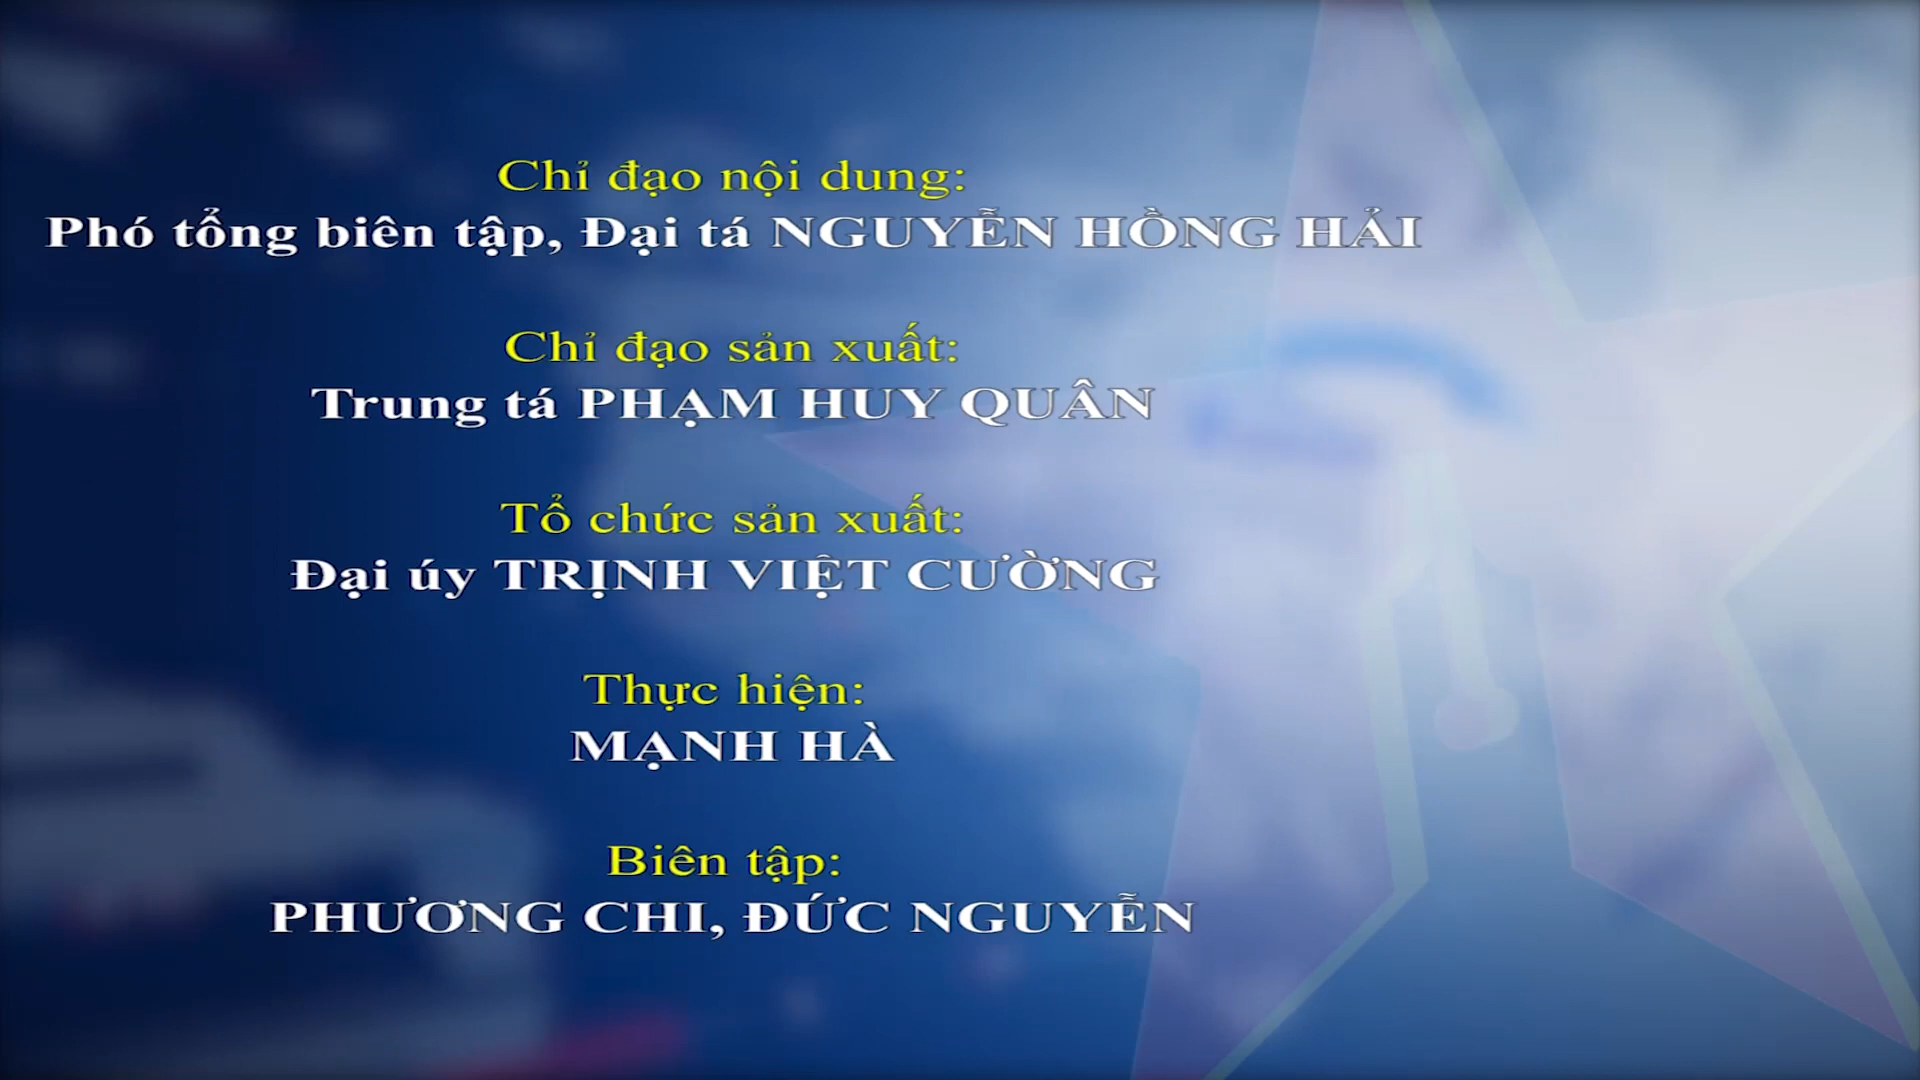 Chỉ đạo nội dung:
Phó tổng biên tập, Đại tá NGUYỄN HỒNG HẢI
Chỉ đạo sản xuất:
Trung tá PHẠM HUY QUÂN
Tổ chức sản xuất:
Đại úy TRỊNH VIỆT CƯỜNG
Thực hiện:
MẠNH HÀ
Biên tập:
PHƯƠNG CHI, ĐỨC NGUYỄN